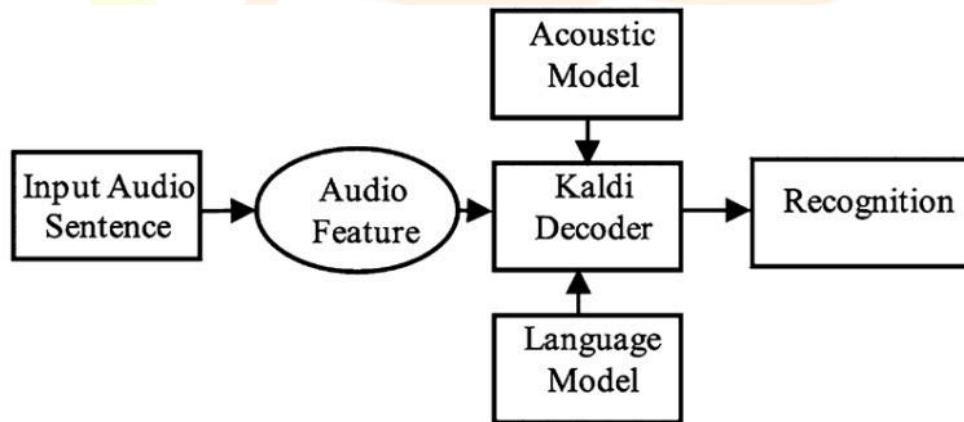 Acoustic
Model
Input Audio
Sentence
Audio
Feature
Kaldi
Decoder
Recognition
Language
Model